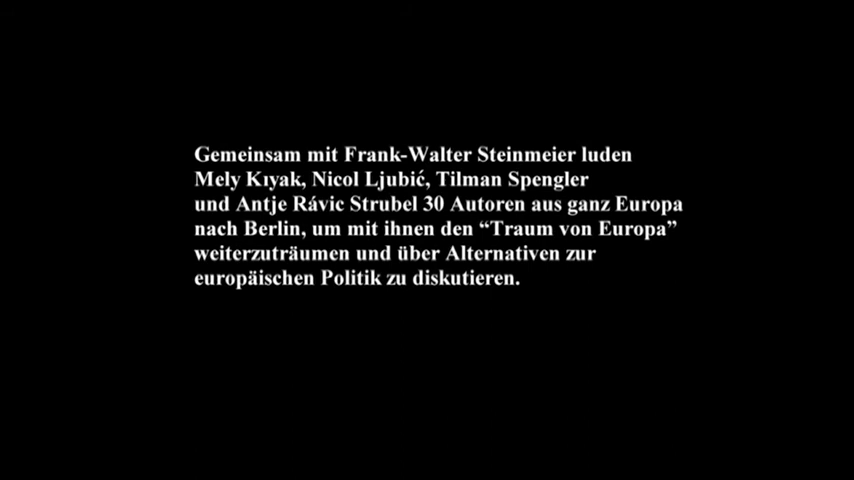 Gemeinsam mit Frank-Walter Steinmeier luden
Mely Kıyak, Nicol Ljubić, Tilman Spengler
und Antje Rávic Strubel 30 Autoren aus ganz Europa
nach Berlin, um mit ihnen den “Traum von Europa”
weiterzuträumen und über Alternativen zur
europäischen Politik zu diskutieren.